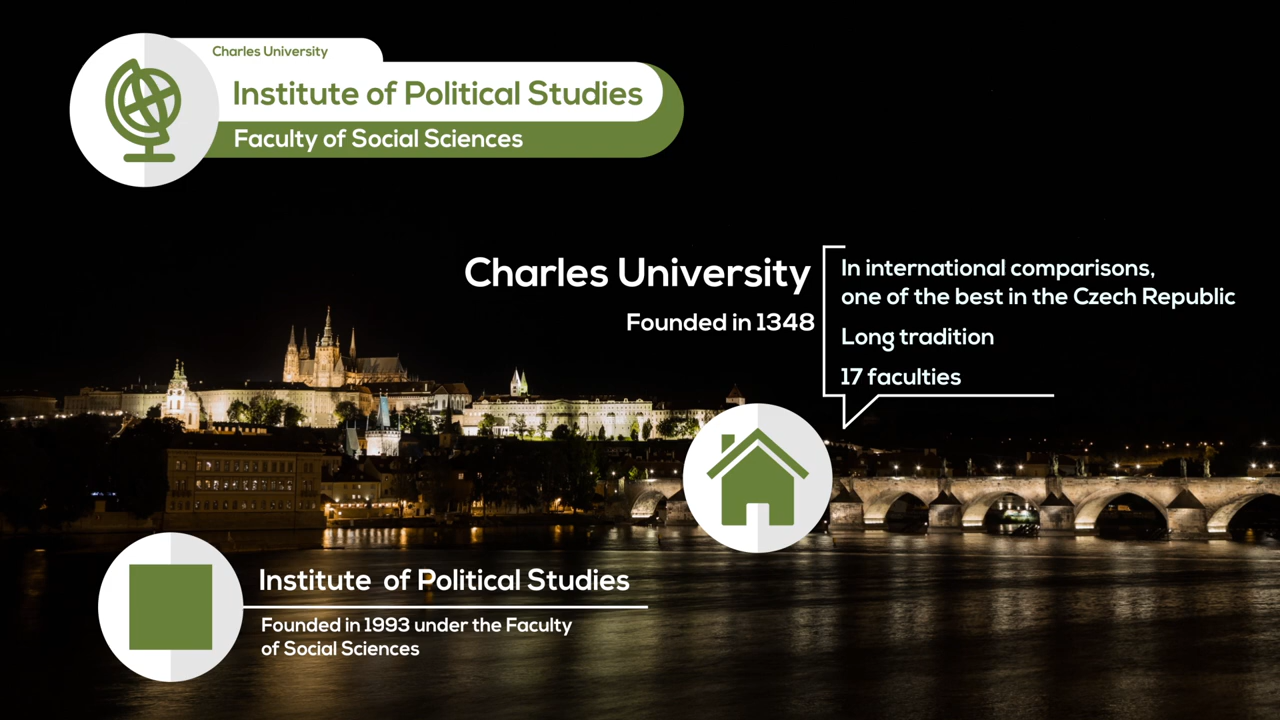 Charles University
Institute of Political Studies
Faculty of Social Sciences
Charles University
Founded in 1348
In international comparisons,
one of the best in the Czech Republic
Long tradition
17 faculties
Institute of Political Studies
Founded in 1993 under the Faculty
of Social Sciences